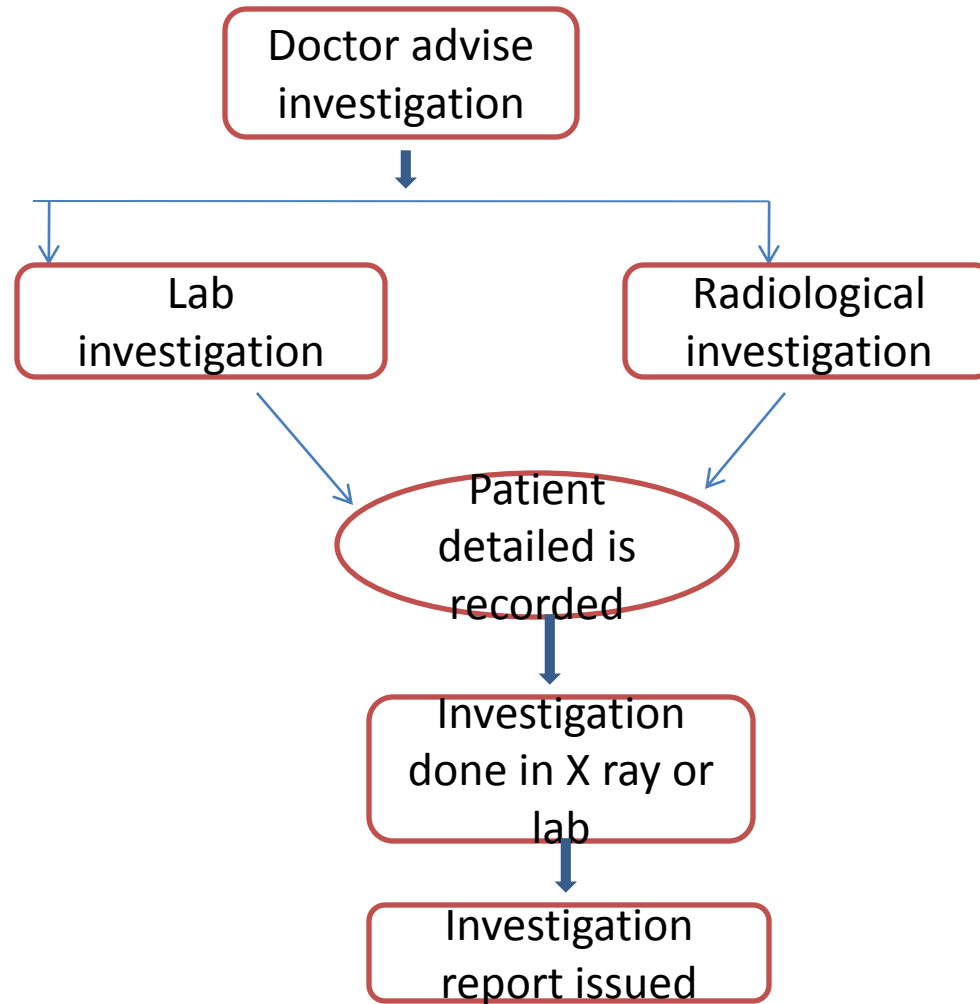 Doctor advise
investigation
Lab
investigation
Radiological
investigation
Patient
detailed is
recorded
Investigation
done in X ray or
lab
Investigation
report issued